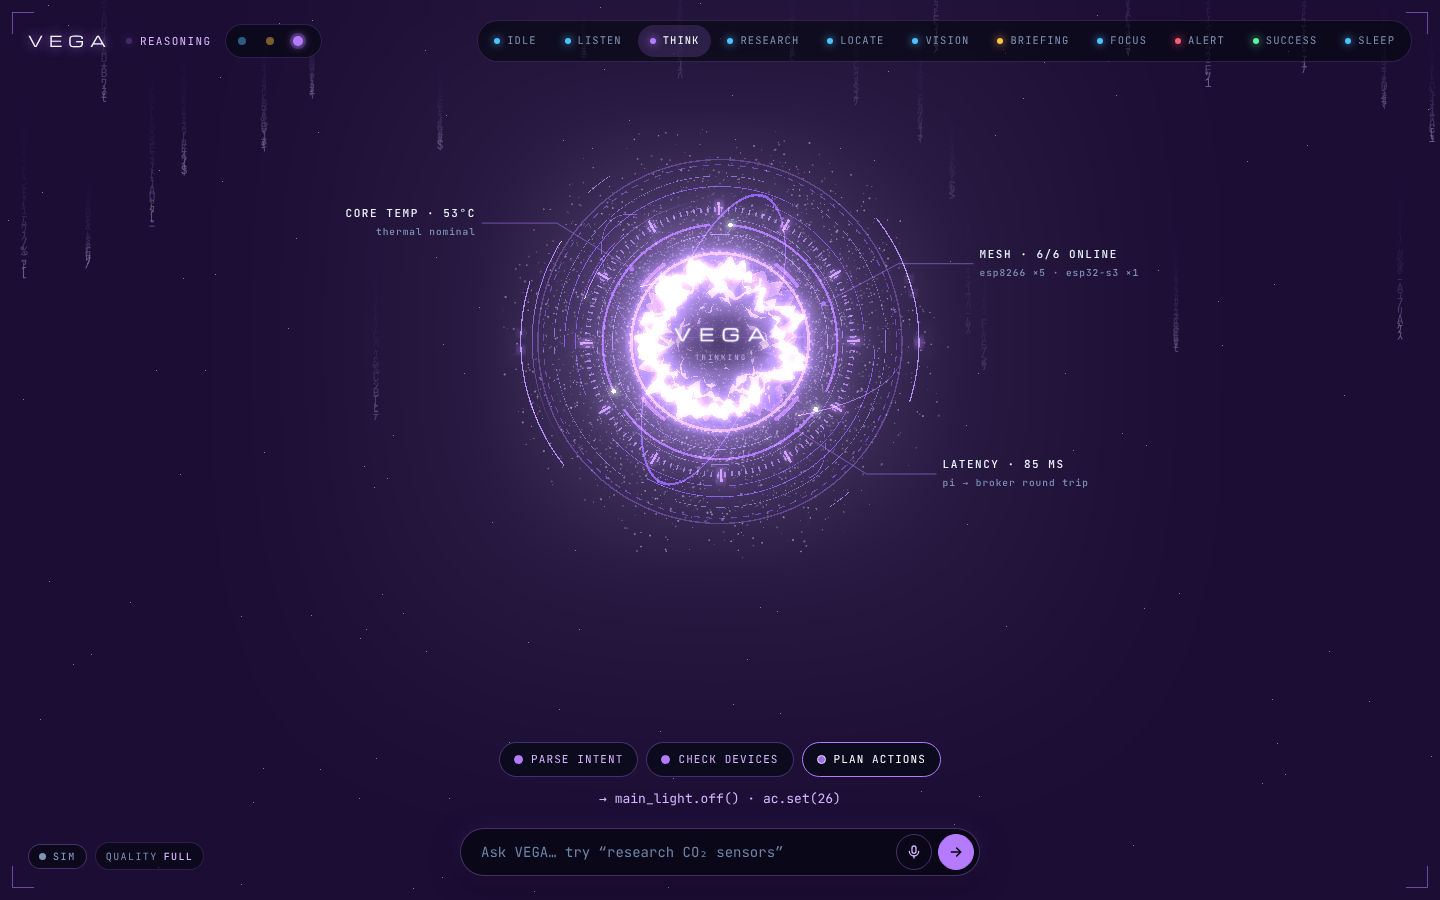 VEGA
REASONING
IDLE
LISTEN
THINK
RESEARCH
LOCATE
VISION
BRIEFING
FOCUS
ALERT
SUCCESS
SLEEP
CORE TEMP · 53°C
thermal nominal
MESH · 6/6 ONLINE
esp8266 ×5 · esp32-s3 ×1
VEGA
THINKING
LATENCY · 85 MS
pi → broker round trip
PARSE INTENT
CHECK DEVICES
PLAN ACTIONS
→ main_light.off() · ac.set(26)
Ask VEGA… try “research CO₂ sensors”
SIM
QUALITY FULL